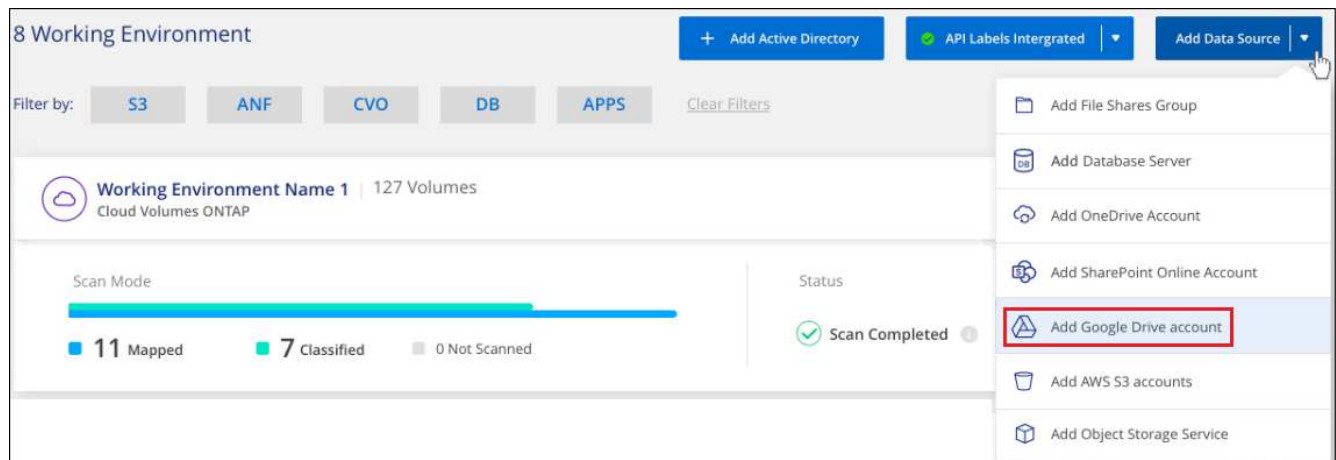 8 Working Environment
+ Add Active Directory
API Labels Intergrated
Add Data Source
Filter by:
S3
ANF
CVO
DB
APPS
Clear Filters
Add File Shares Group
DB
Add Database Server
Working Environment Name 1 | 127 Volumes
Cloud Volumes ONTAP
Add OneDrive Account
S
Add SharePoint Online Account
Scan Mode
Status
Add Google Drive account
11 Mapped
7 Classified
0 Not Scanned
Scan Completed
Add AWS S3 accounts
Add Object Storage Service